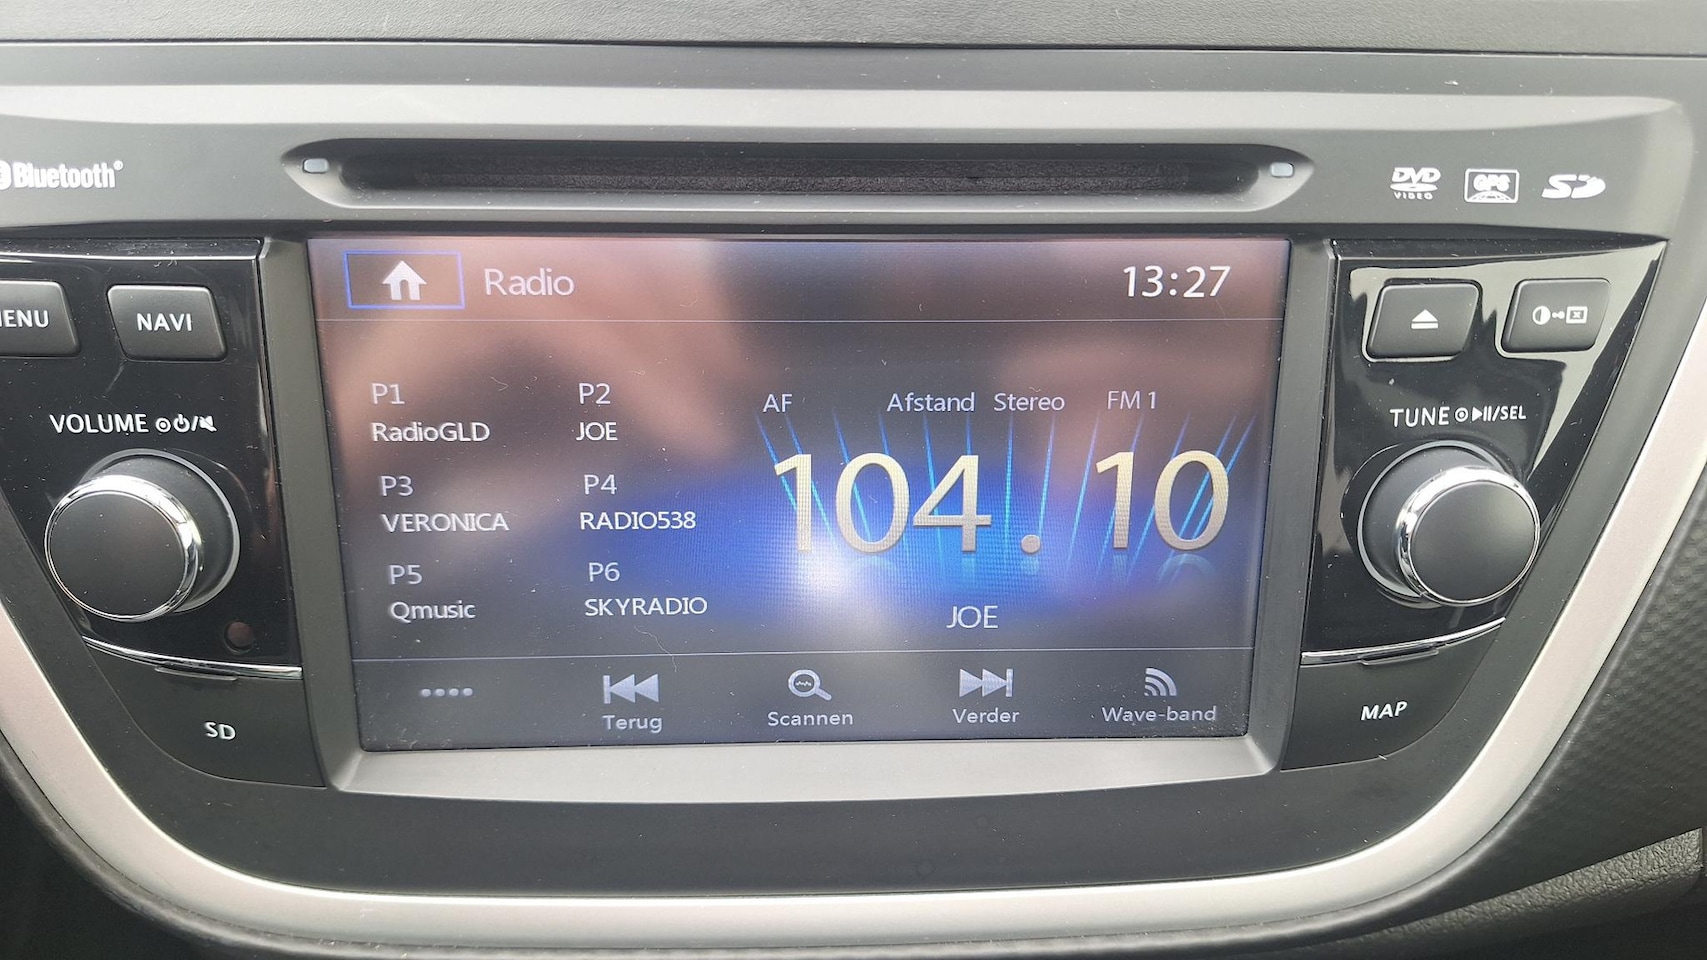 Bluetooth®
DVD
VIDEO
GPS
SD
MENU
NAVI
VOLUME
Radio
13:27
P1
RadioGLD
P2
JOE
P3
VERONICA
P4
RADIO538
P5
Qmusic
P6
SKYRADIO
AF Afstand Stereo FM 1
104.10
JOE
Terug
Scannen
Verder
Wave-band
TUNE /SEL
SD
MAP